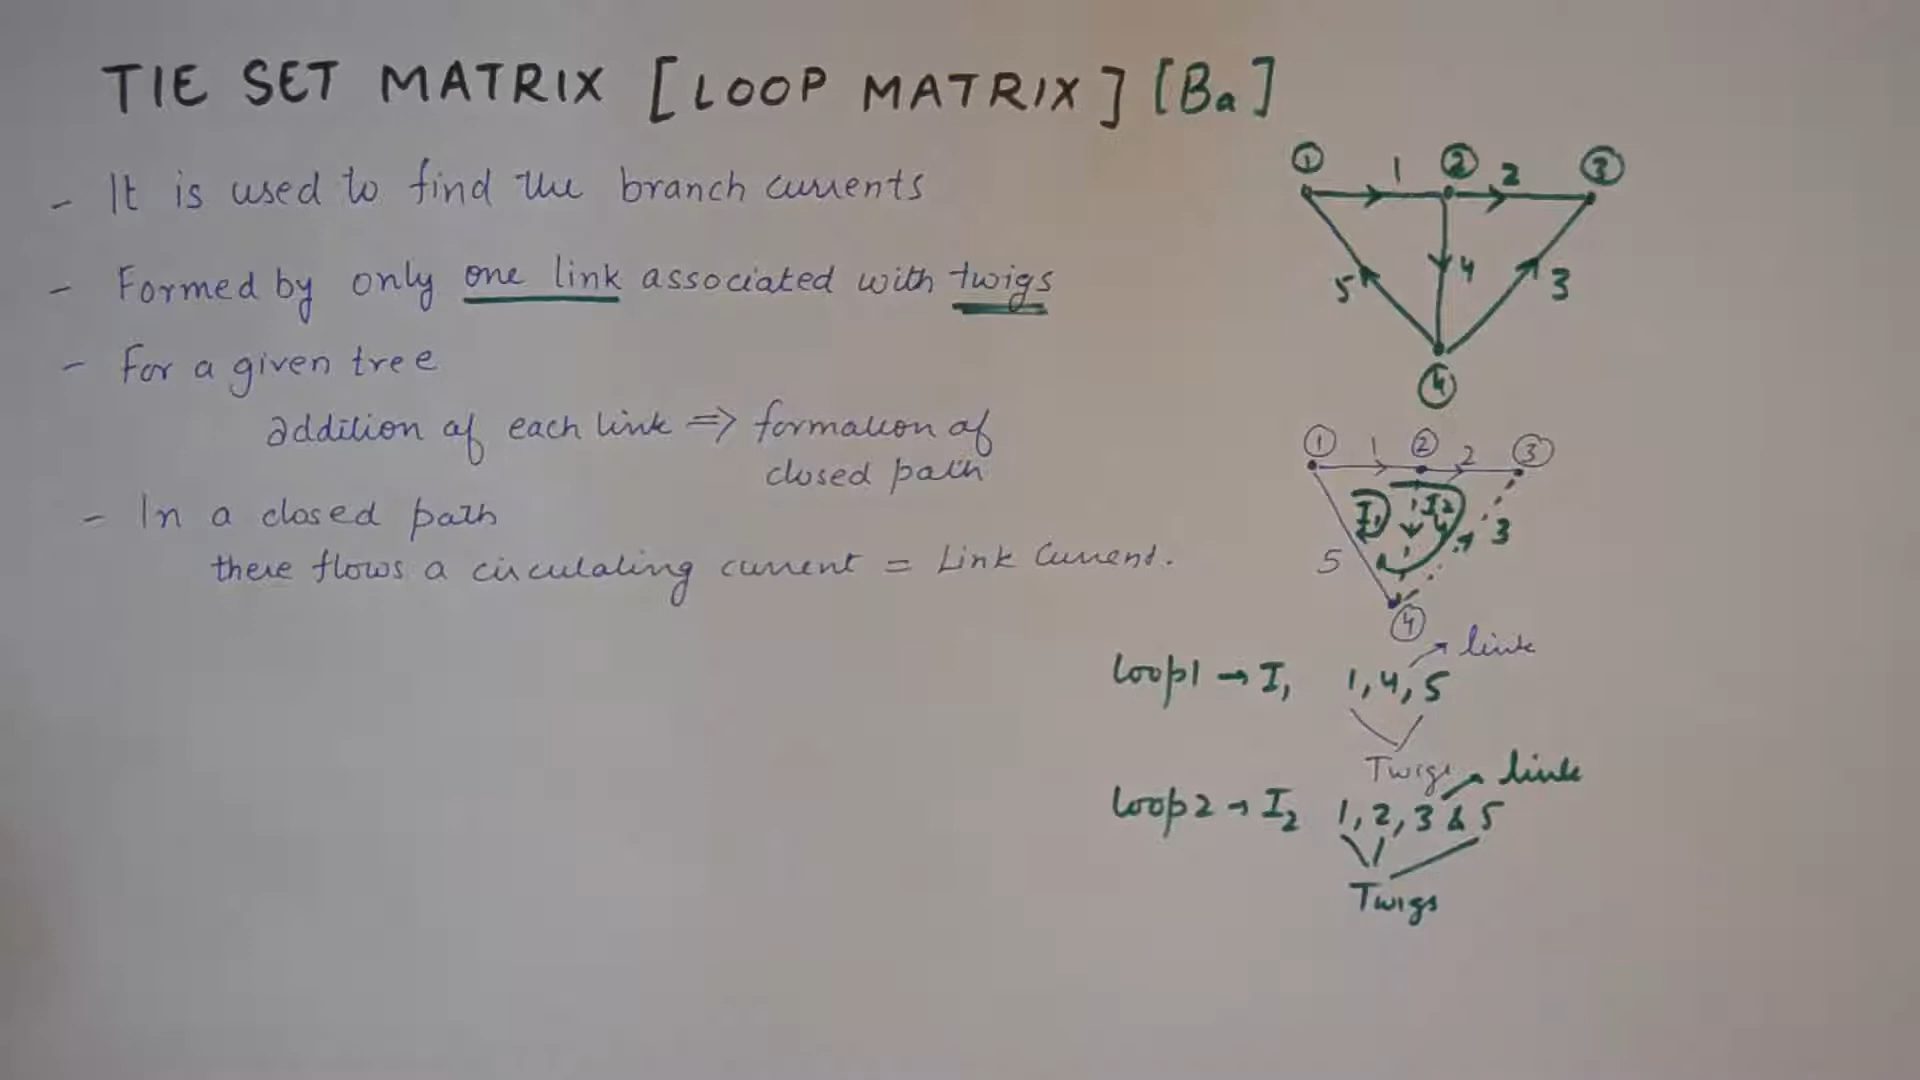 TIE SET MATRIX [LOOP MATRIX] [Ba]
- It is used to find the branch currents
- Formed by only one link associated with twigs
- For a given tree
addition of each link => formation of
closed path
- In a closed path
there flows a circulating current = Link Current.
① 1 ② 2 ③
5 4 3
④
① 1 ② 2 ③
I1 I2
5 4 3
④
link
Loop1 → I1 1, 4, 5
Twigs
link
Loop2 → I2 1, 2, 3 & 5
Twigs